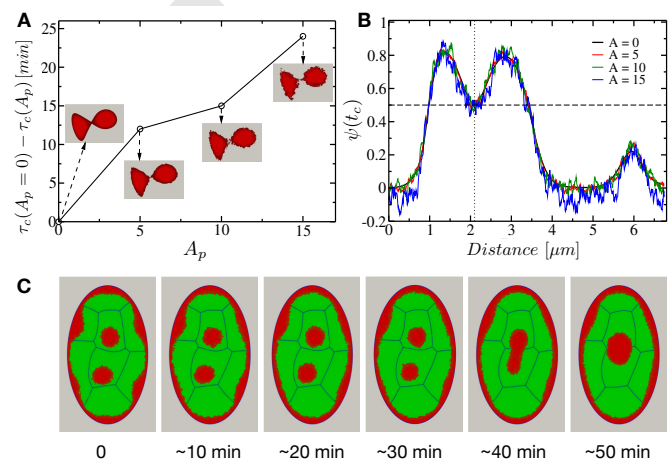 A
τc(Ap = 0) − τc(Ap) [min]
25
20
15
10
5
0
0
5
10
15
Ap
B
ψ(tc)
1
0.8
0.6
0.4
0.2
0
-0.2
0
1
2
3
4
5
6
Distance [μm]
A = 0
A = 5
A = 10
A = 15
C
0
~10 min
~20 min
~30 min
~40 min
~50 min